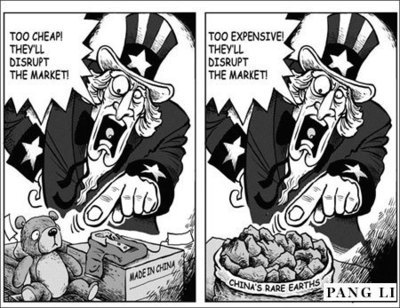 TOO CHEAP!
THEY'LL
DISRUPT
THE MARKET!
MADE IN CHINA
TOO EXPENSIVE!
THEY'LL
DISRUPT
THE MARKET!
CHINA'S RARE EARTHS
PANG LI